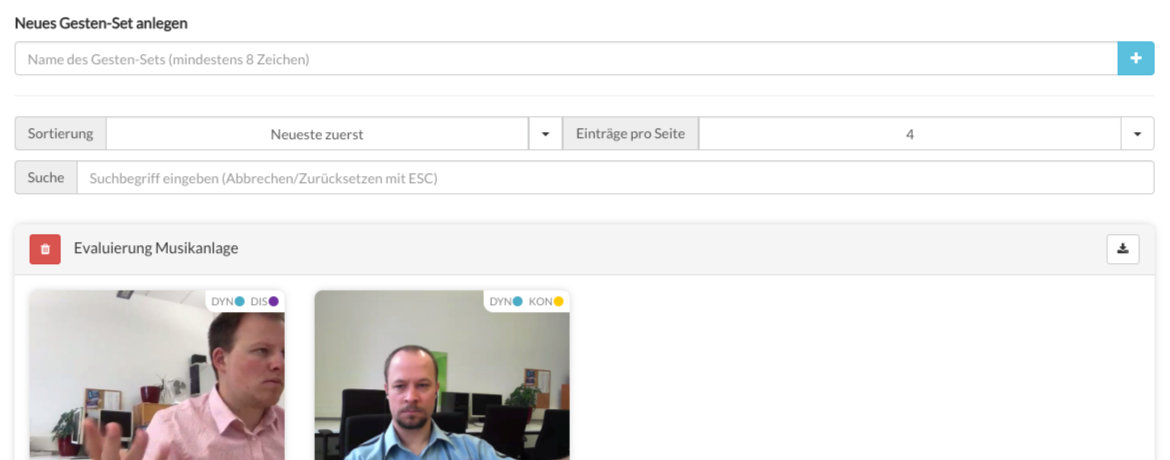 Neues Gesten-Set anlegen
Name des Gesten-Sets (mindestens 8 Zeichen)
Sortierung Neueste zuerst Einträge pro Seite 4
Suche Suchbegriff eingeben (Abbrechen/Zurücksetzen mit ESC)
Evaluierung Musikanlage
DYN DIS DYN KON